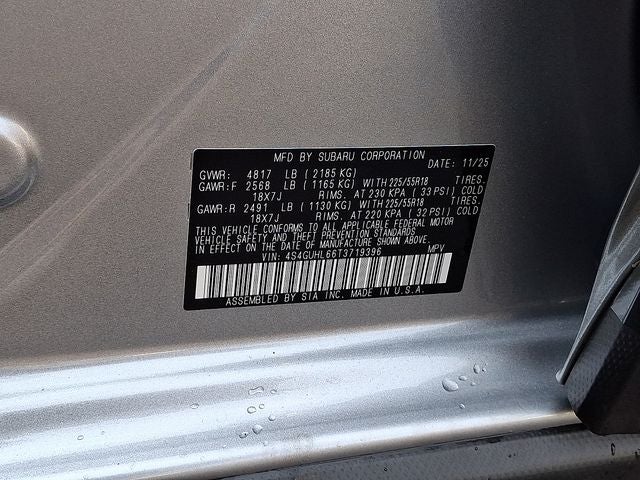 MFD BY SUBARU CORPORATION
DATE: 11/25
GVWR: 4817 LB ( 2185 KG)
GAWR:F 2568 LB ( 1165 KG) WITH 225/55R18 TIRES.
18X7J RIMS. AT 230 KPA ( 33 PSI) COLD
GAWR:R 2491 LB ( 1130 KG) WITH 225/55R18 TIRES.
18X7J RIMS. AT 220 KPA ( 32 PSI) COLD
THIS VEHICLE CONFORMS TO ALL APPLICABLE FEDERAL MOTOR
VEHICLE SAFETY AND THEFT PREVENTION STANDARDS
IN EFFECT ON THE DATE OF MANUFACTURE SHOWN ABOVE.
VIN: 4S4GUHL66T3719396 MPV
ASSEMBLED BY SIA INC. MADE IN U.S.A.